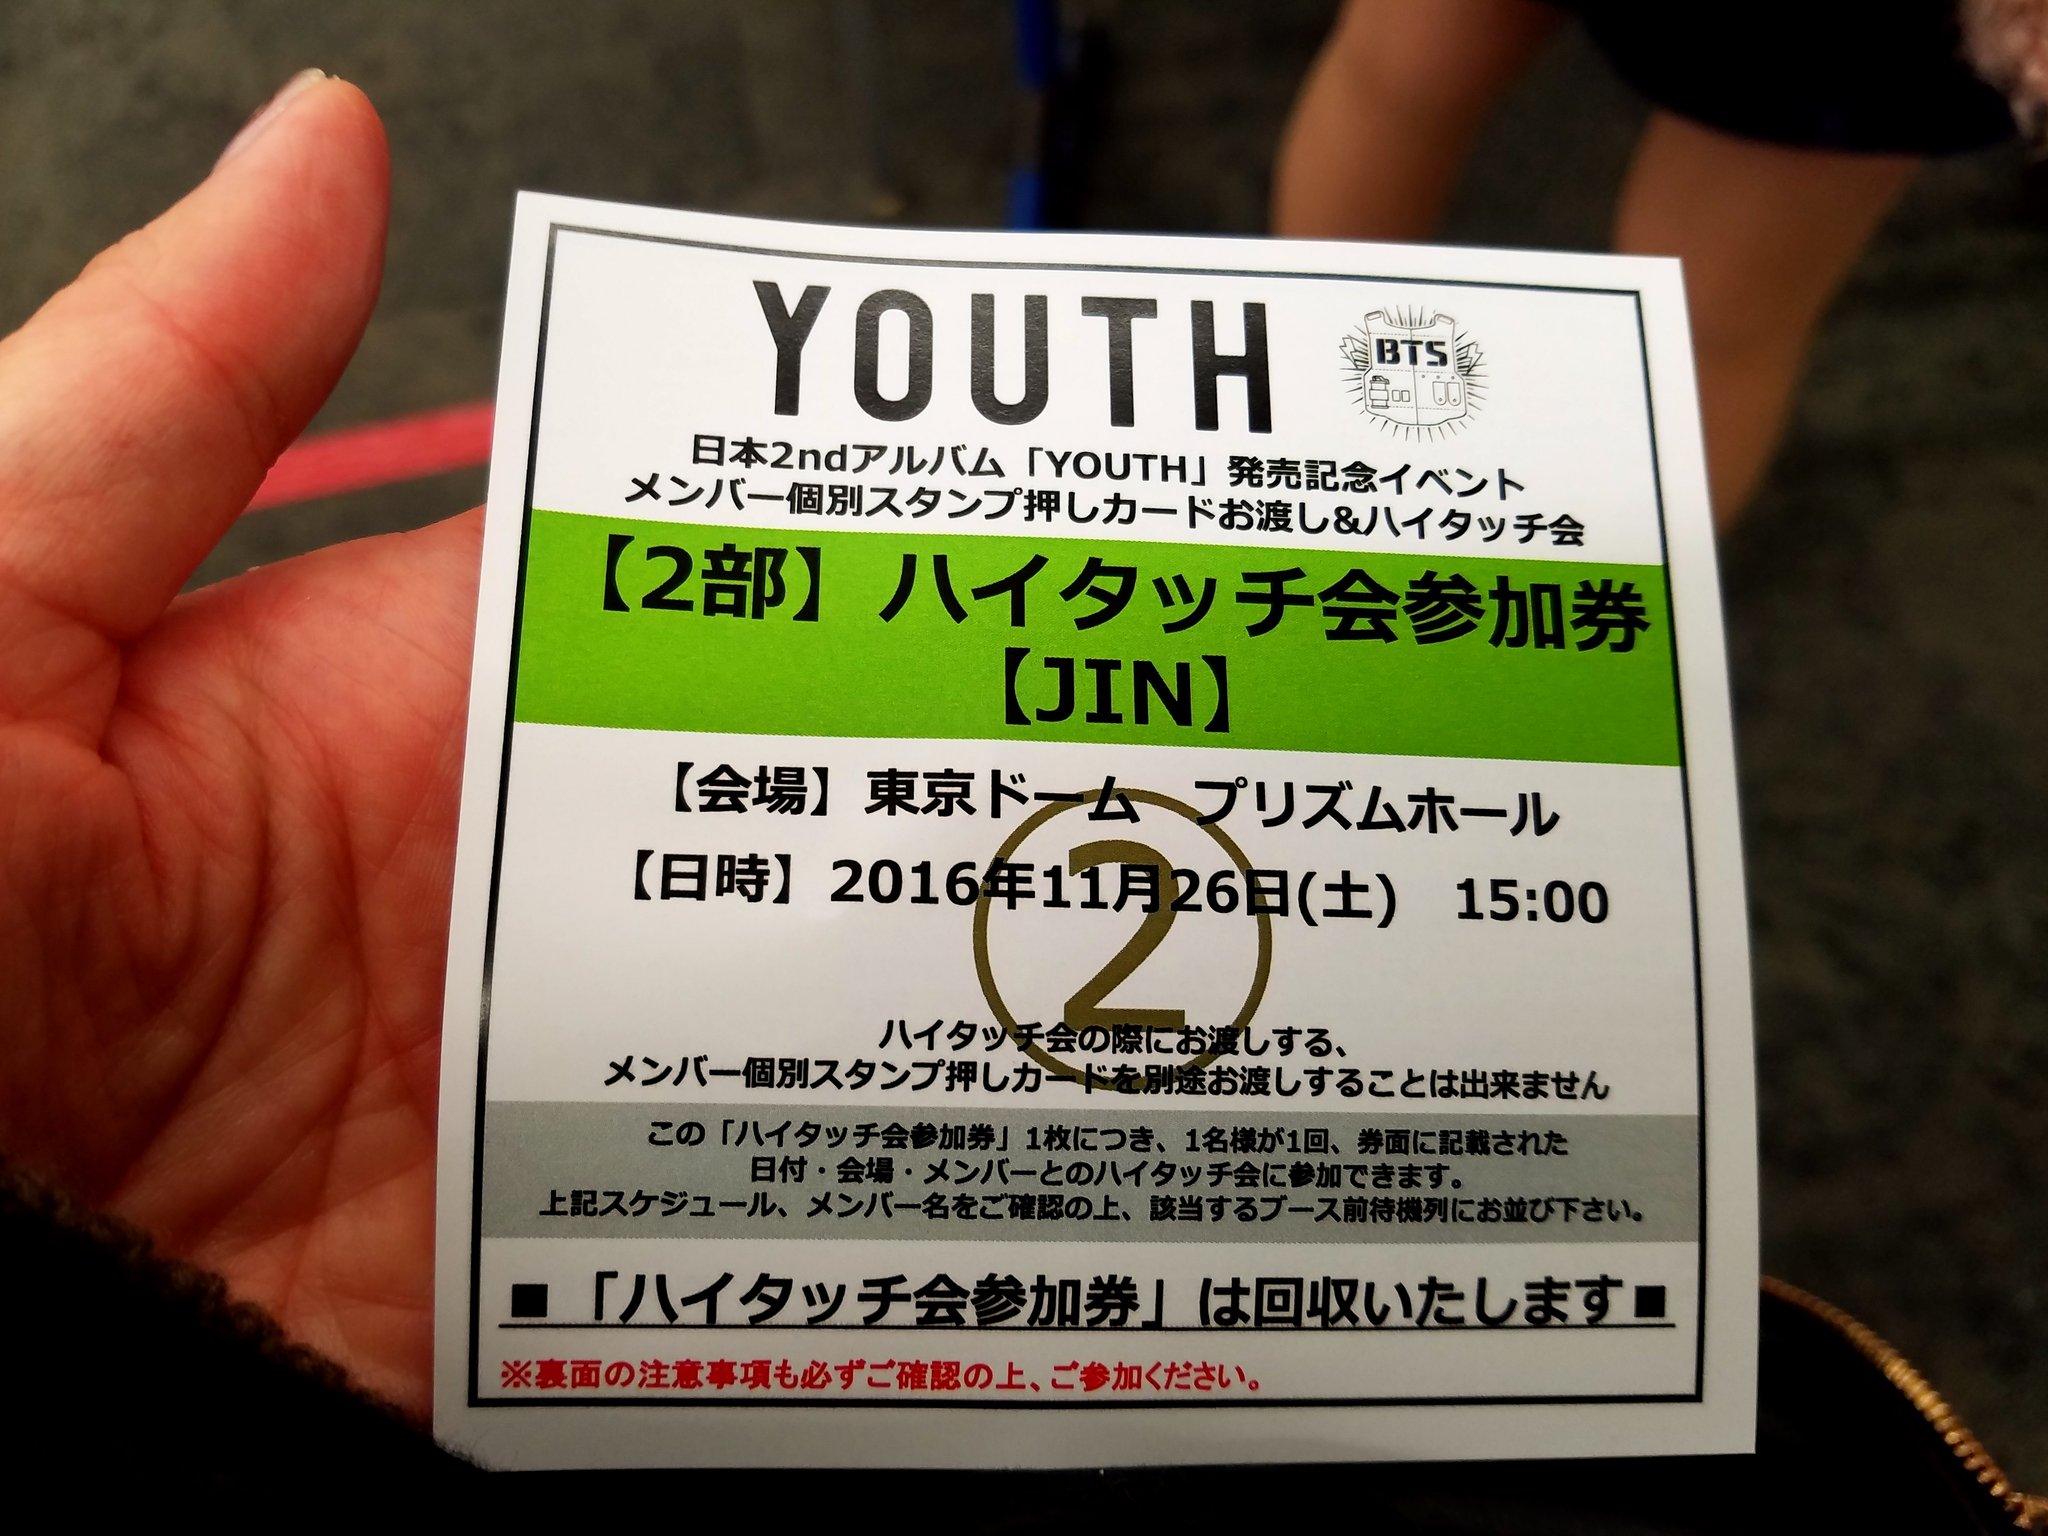 YOUTH
BTS
日本2ndアルバム「YOUTH」発売記念イベント
メンバー個別スタンプ押しカードお渡し&ハイタッチ会
【2部】ハイタッチ会参加券
【JIN】
【会場】東京ドーム　プリズムホール
【日時】2016年11月26日(土)　15:00
②
ハイタッチ会の際にお渡しする、
メンバー個別スタンプ押しカードを別途お渡しすることは出来ません
この「ハイタッチ会参加券」1枚につき、1名様が1回、券面に記載された
日付・会場・メンバーとのハイタッチ会に参加できます。
上記スケジュール、メンバー名をご確認の上、該当するブース前待機列にお並び下さい。
■「ハイタッチ会参加券」は回収いたします■
※裏面の注意事項も必ずご確認の上、ご参加ください。